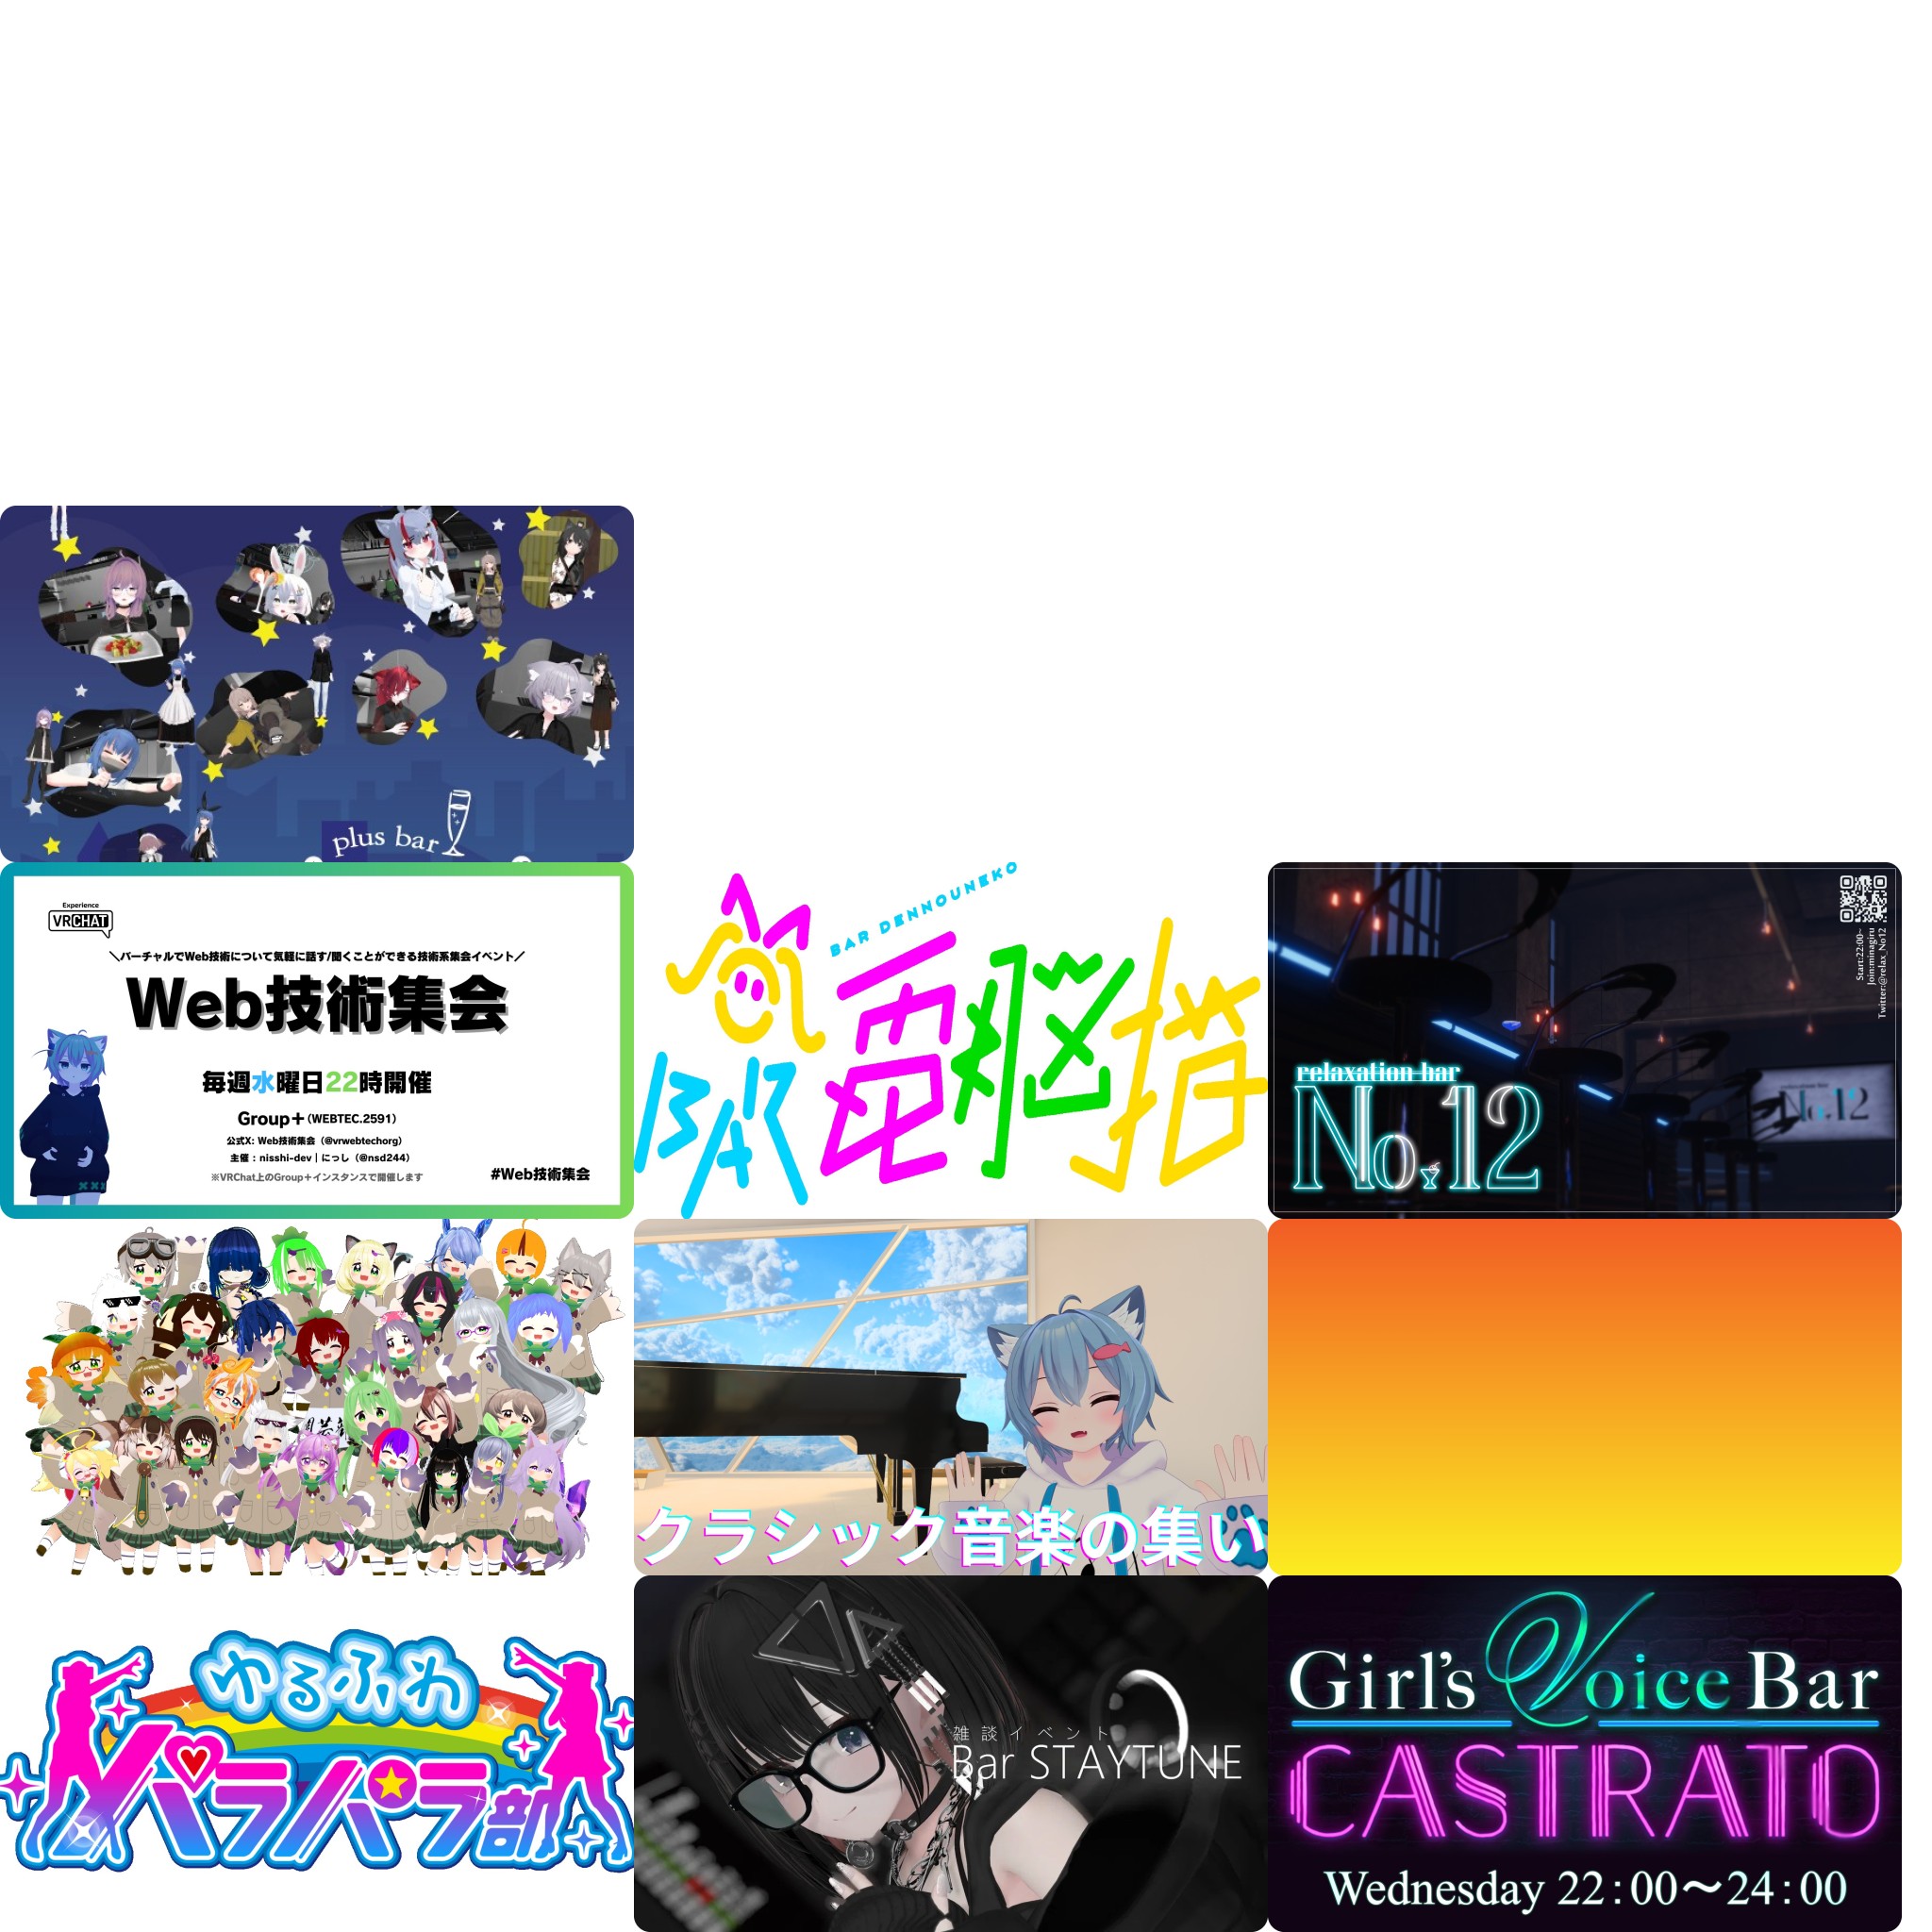 plus bar
Experience
VRCHAT
＼バーチャルでWeb技術について気軽に話す/聞くことができる技術系集会イベント／
Web技術集会
毎週水曜日22時開催
Group＋(WEBTEC.2591)
公式X: Web技術集会（@vrwebtechorg）
主催：nisshi-dev｜にっし（@nsd244）
※VRChat上のGroup＋インスタンスで開催します
#Web技術集会
BAR DENNOUNEKO
BAR電脳猫
Start:22:00~
Join:minagiru
Twitter:@relax_No12
relaxation bar
No.12
No.12
クラシック音楽の集い
ゆるふわ
パラパラ部
雑談イベント
Bar STAYTUNE
Girl's Voice Bar
CASTRATO
Wednesday 22:00〜24:00